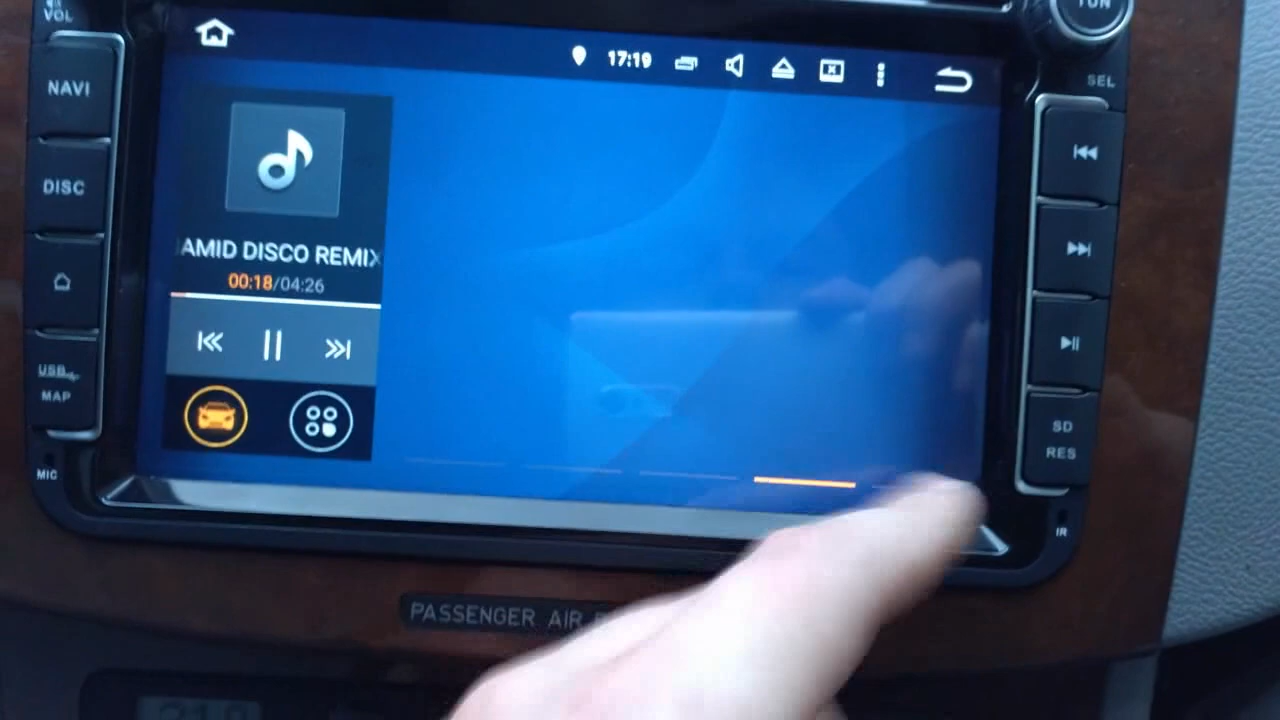 VOL
TUN
17:19
NAVI
SEL
DISC
AMID DISCO REMIX
00:18/04:26
USB
MAP
SD
RES
MIC
IR
PASSENGER AIR